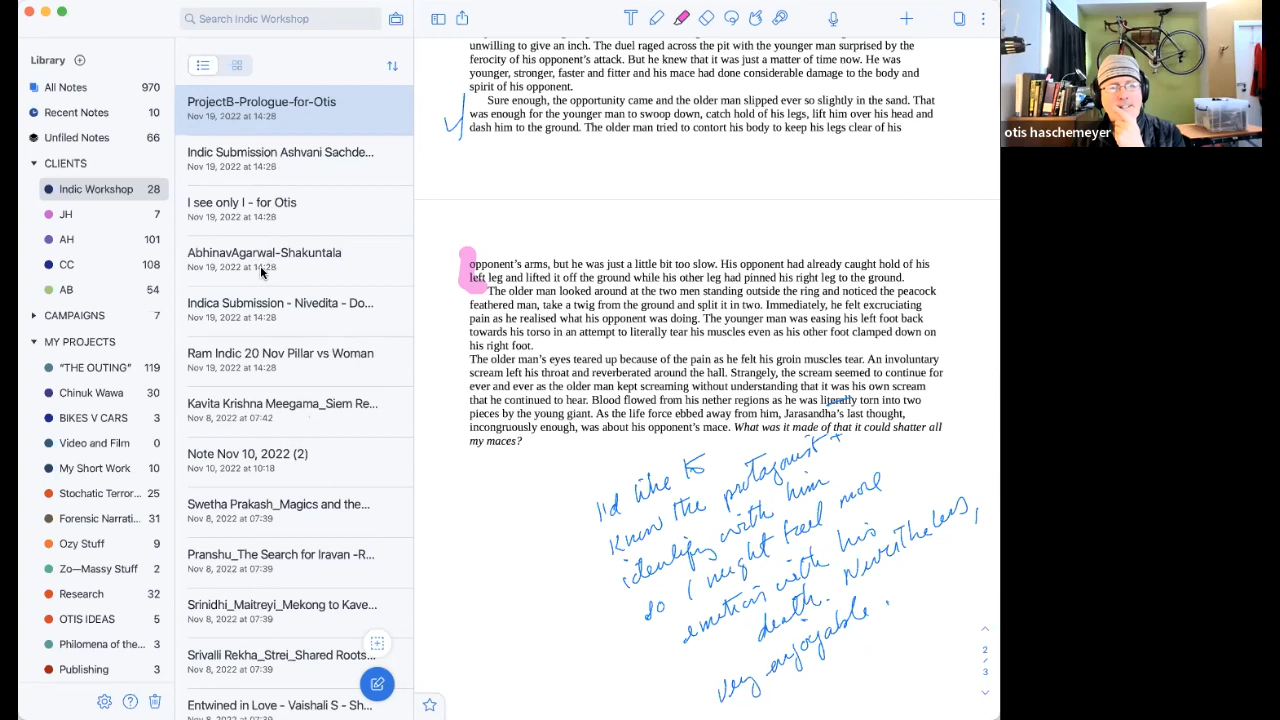 Search Indic Workshop
Library
All Notes 970
Recent Notes 10
Unfiled Notes 32
CLIENTS
Indic Workshop 28
JH 7
AH 101
CC 108
AB 54
CAMPAIGNS 7
MY PROJECTS
“THE OUTING” 119
Chinuk Wawa 30
BIKES V CARS 3
Video and Film 0
My Short Work 10
Stochatic Terror... 25
Forensic Narrati... 31
Ozy Stuff 9
Zo—Massy Stuff 2
Research 32
OTIS IDEAS 5
Philomena of the... 3
Publishing 3
ProjectB-Prologue-for-Otis
Nov 19, 2022 at 14:28
Indic Submission Ashvani Sachde...
Nov 19, 2022 at 14:28
I see only I - for Otis
Nov 19, 2022 at 14:28
AbhinavAgarwal-Shakuntala
Nov 19, 2022 at 14:28
Indica Submission - Nivedita - Do...
Nov 19, 2022 at 14:28
Ram Indic 20 Nov Pillar vs Woman
Nov 19, 2022 at 14:28
Kavita Krishna Meegama_Siem Re...
Nov 8, 2022 at 07:42
Note Nov 10, 2022 (2)
Nov 10, 2022 at 10:18
Swetha Prakash_Magics and the...
Nov 8, 2022 at 07:39
Pranshu_The Search for Iravan -R...
Nov 8, 2022 at 07:39
Srinidhi_Maitreyi_Mekong to Kave...
Nov 8, 2022 at 07:39
Srivalli Rekha_Strei_Shared Roots...
Nov 8, 2022 at 07:39
Entwined in Love - Vaishali S - Sh...
unwilling to give an inch. The duel raged across the pit with the younger man surprised by the
ferocity of his opponent’s attack. But he knew that it was just a matter of time now. He was
younger, stronger, faster and fitter and his mace had done considerable damage to the body and
spirit of his opponent.
Sure enough, the opportunity came and the older man slipped ever so slightly in the sand. That
was enough for the younger man to swoop down, catch hold of his legs, lift him over his head and
dash him to the ground. The older man tried to contort his body to keep his legs clear of his
opponent’s arms, but he was just a little bit too slow. His opponent had already caught hold of his
left leg and lifted it off the ground while his other leg had pinned his right leg to the ground.
The older man looked around at the two men standing outside the ring and noticed the peacock
feathered man, take a twig from the ground and split it in two. Immediately, he felt excruciating
pain as he realised what his opponent was doing. The younger man was easing his left foot back
towards his torso in an attempt to literally tear his muscles even as his other foot clamped down on
his right foot.
The older man’s eyes teared up because of the pain as he felt his groin muscles tear. An involuntary
scream left his throat and reverberated around the hall. Strangely, the scream seemed to continue for
ever and ever as the older man kept screaming without understanding that it was his own scream
that he continued to hear. Blood flowed from his nether regions as he was literally torn into two
pieces by the young giant. As the life force ebbed away from him, Jarasandha’s last thought,
incongruously enough, was about his opponent’s mace. What was it made of that it could shatter all
my maces?
I'd like to
know the protagonist +
identify with him
so I might feel more
emotion with his
death. Nevertheless,
very enjoyable.
2
/
3
otis haschemeyer